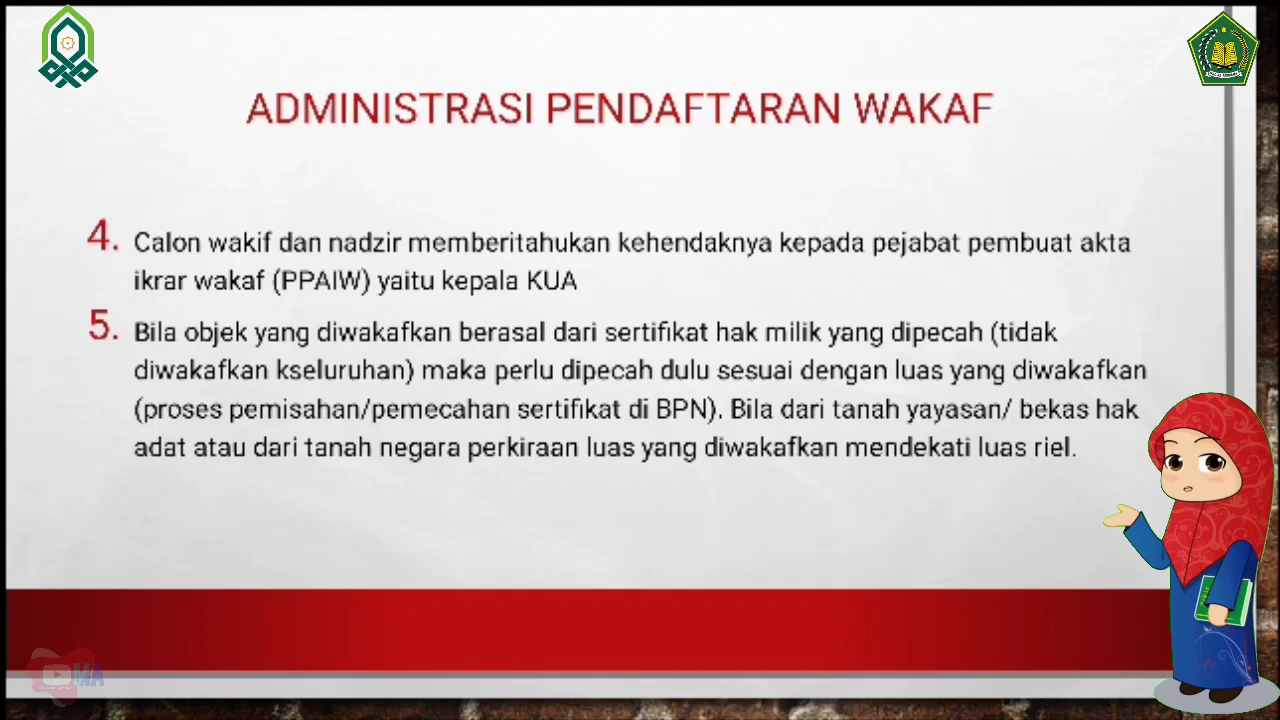 ADMINISTRASI PENDAFTARAN WAKAF
4. Calon wakif dan nadzir memberitahukan kehendaknya kepada pejabat pembuat akta
ikrar wakaf (PPAIW) yaitu kepala KUA
5. Bila objek yang diwakafkan berasal dari sertifikat hak milik yang dipecah (tidak
diwakafkan kseluruhan) maka perlu dipecah dulu sesuai dengan luas yang diwakafkan
(proses pemisahan/pemecahan sertifikat di BPN). Bila dari tanah yayasan/ bekas hak
adat atau dari tanah negara perkiraan luas yang diwakafkan mendekati luas riel.